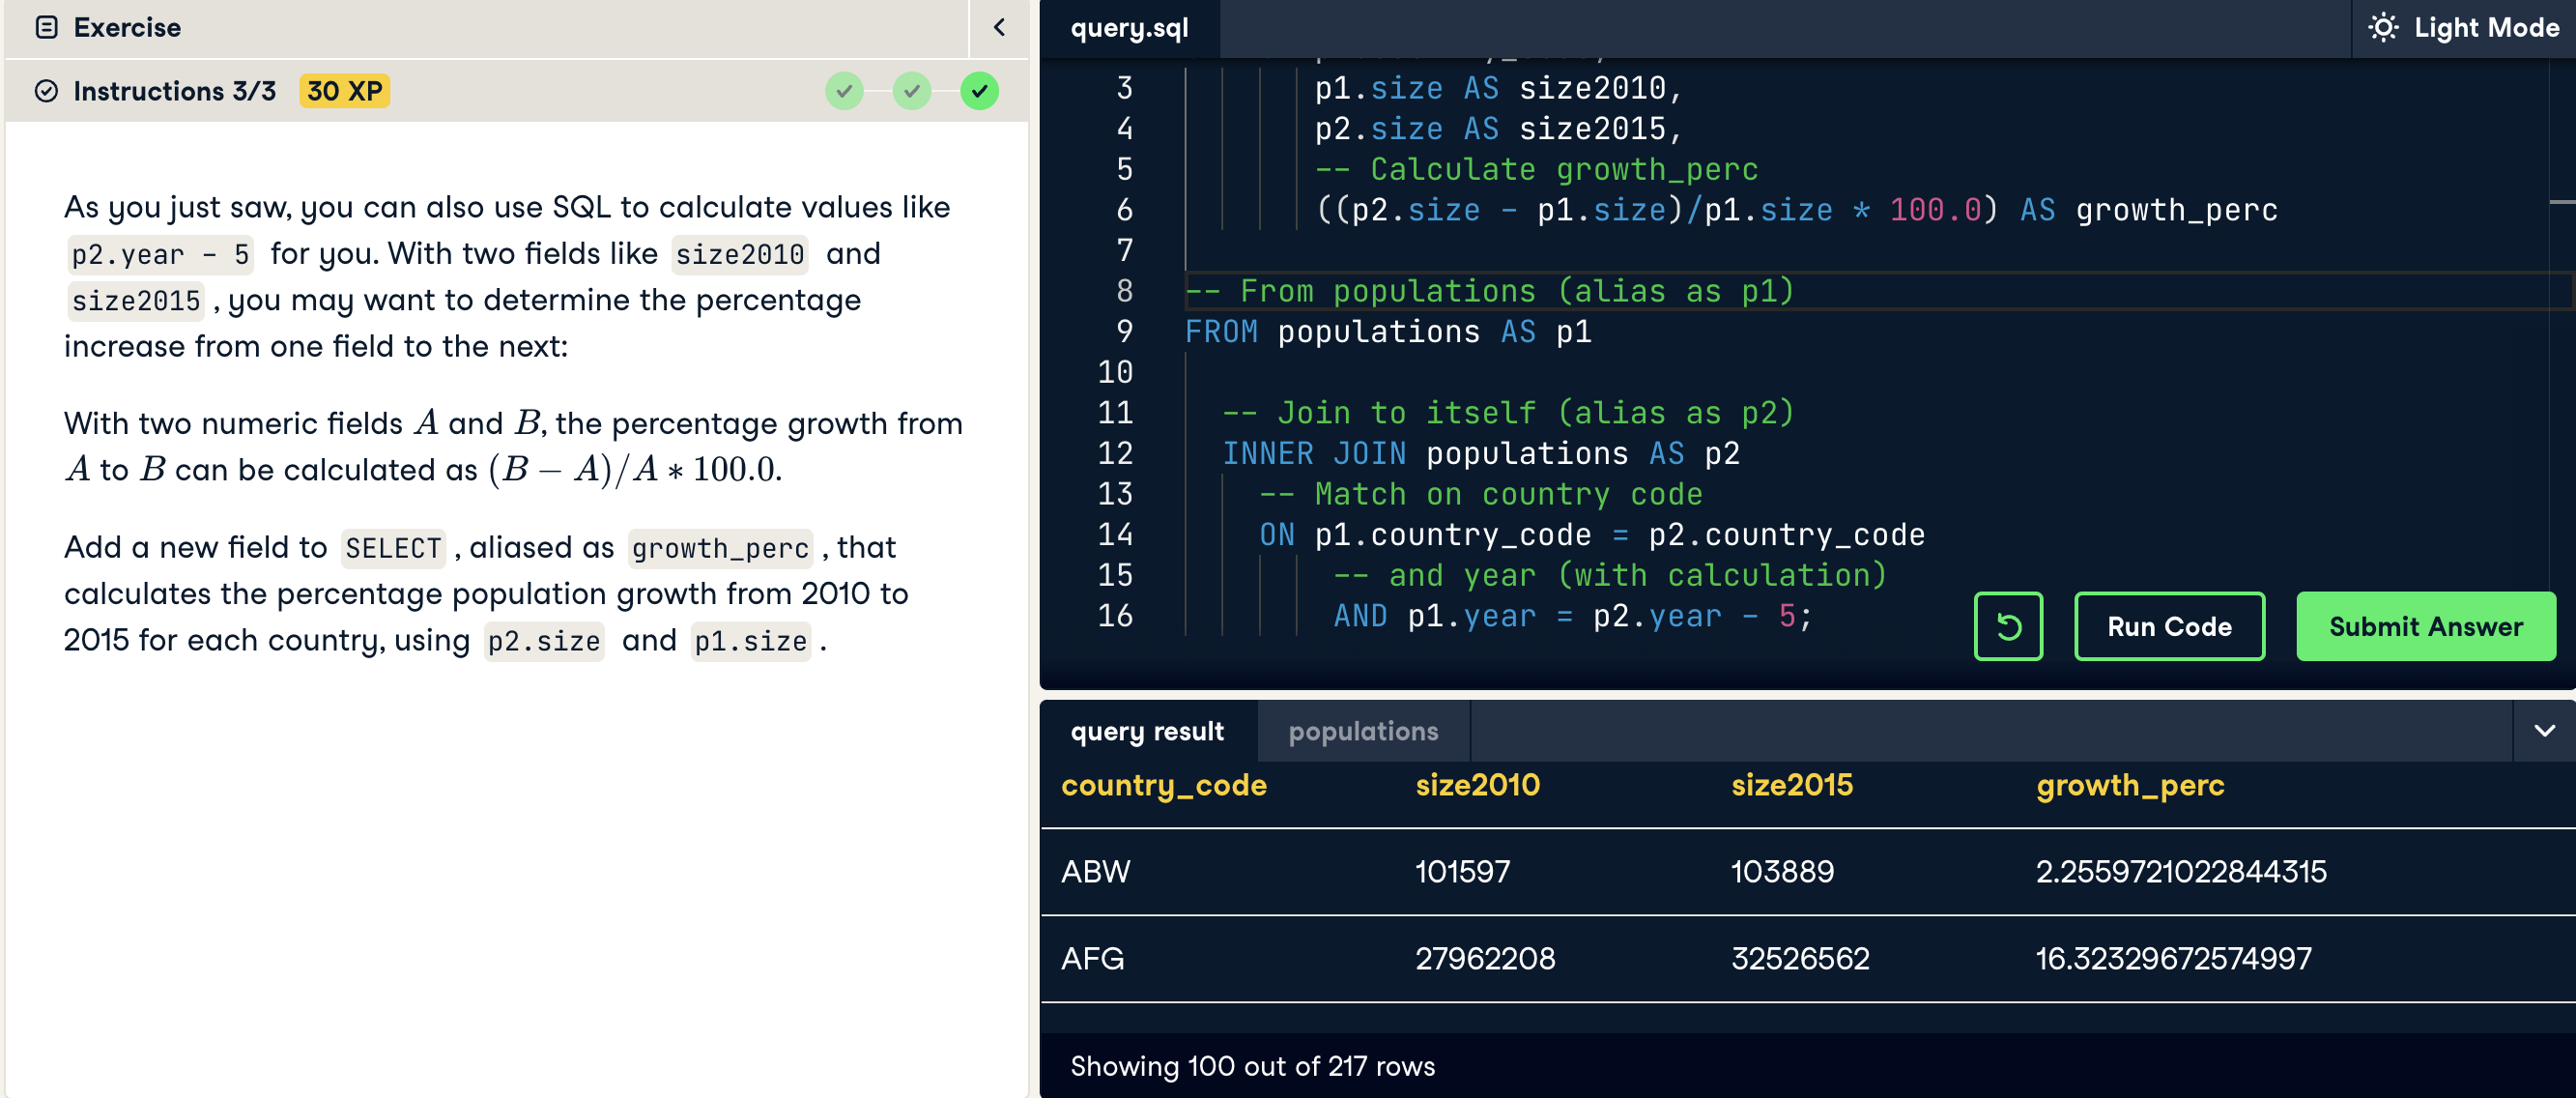 Exercise
Instructions 3/3 30 XP
As you just saw, you can also use SQL to calculate values like
p2.year - 5 for you. With two fields like size2010 and
size2015 , you may want to determine the percentage
increase from one field to the next:
With two numeric fields A and B, the percentage growth from
A to B can be calculated as (B − A)/A ∗ 100.0.
Add a new field to SELECT , aliased as growth_perc , that
calculates the percentage population growth from 2010 to
2015 for each country, using p2.size and p1.size .
query.sql
Light Mode
3 p1.size AS size2010,
4 p2.size AS size2015,
5 -- Calculate growth_perc
6 ((p2.size - p1.size)/p1.size * 100.0) AS growth_perc
7
8 -- From populations (alias as p1)
9 FROM populations AS p1
10
11 -- Join to itself (alias as p2)
12 INNER JOIN populations AS p2
13 -- Match on country code
14 ON p1.country_code = p2.country_code
15 -- and year (with calculation)
16 AND p1.year = p2.year - 5;
Run Code
Submit Answer
query result populations
country_code size2010 size2015 growth_perc
ABW 101597 103889 2.2559721022844315
AFG 27962208 32526562 16.32329672574997
Showing 100 out of 217 rows